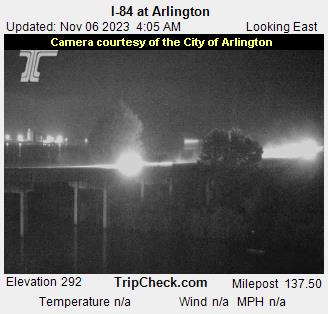 I-84 at Arlington
Updated: Nov 06 2023 4:05 AM Looking East
Camera courtesy of the City of Arlington
Elevation 292 TripCheck.com Milepost 137.50
Temperature n/a Wind n/a MPH n/a